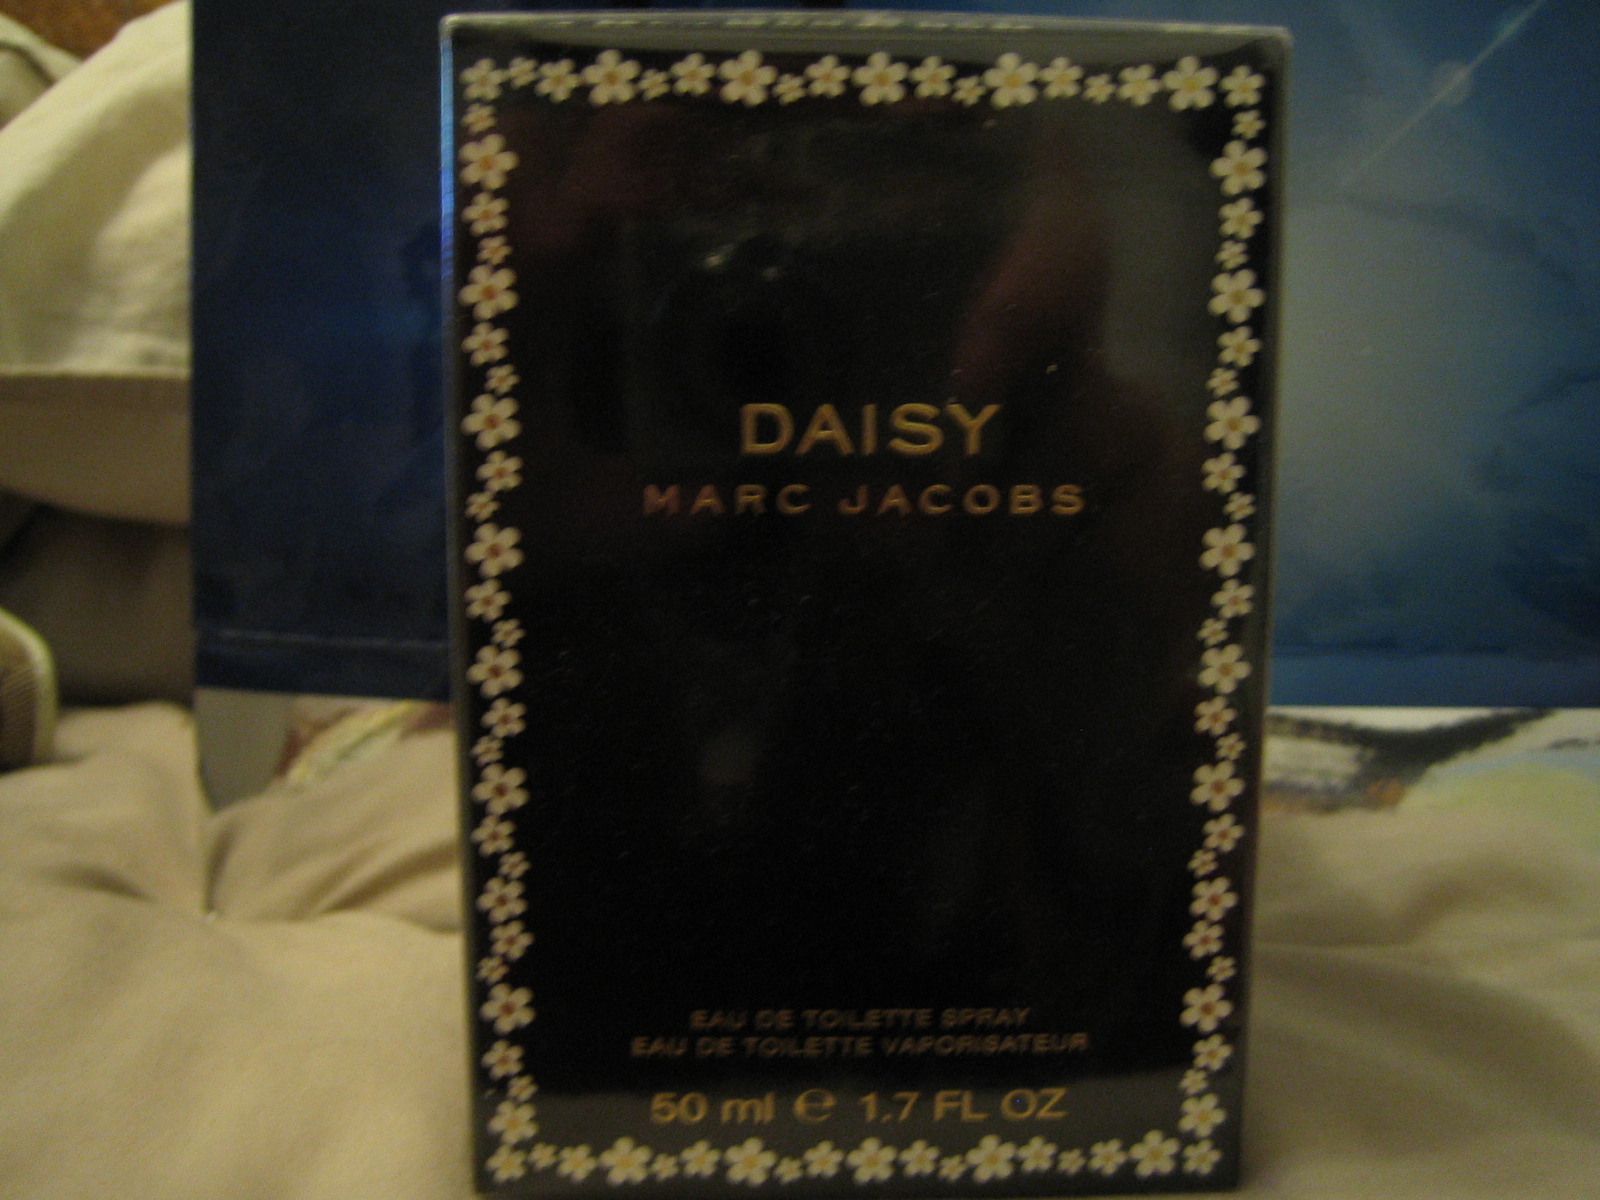 DAISY
MARC JACOBS
EAU DE TOILETTE SPRAY
EAU DE TOILETTE VAPORISATEUR
50 ml ℮ 1.7 FL OZ